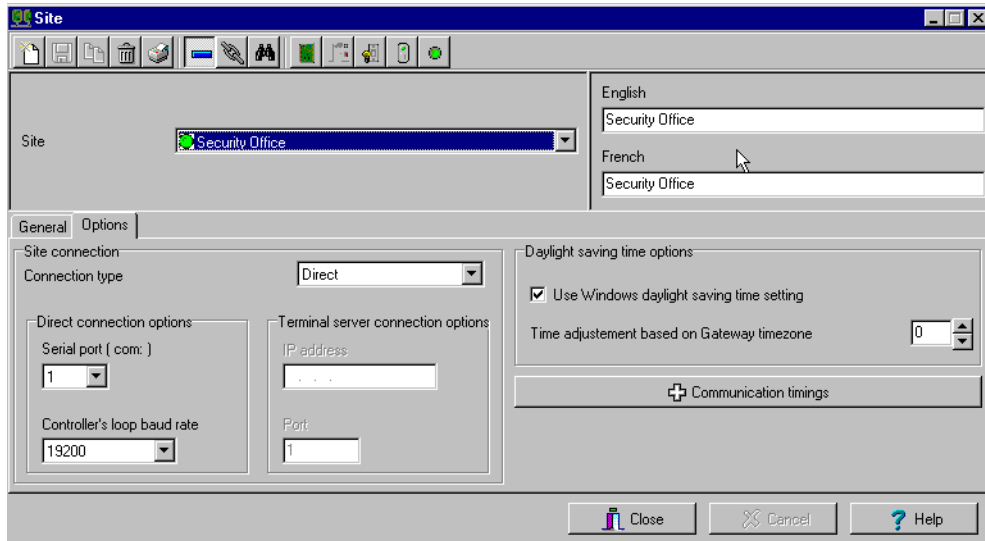 Site
English
Security Office
Site
Security Office
French
Security Office
General
Options
Site connection
Connection type
Direct
Direct connection options
Serial port ( com: )
1
Controller's loop baud rate
19200
Terminal server connection options
IP address
. . .
Port
1
Daylight saving time options
Use Windows daylight saving time setting
Time adjustement based on Gateway timezone
0
Communication timings
Close
Cancel
? Help